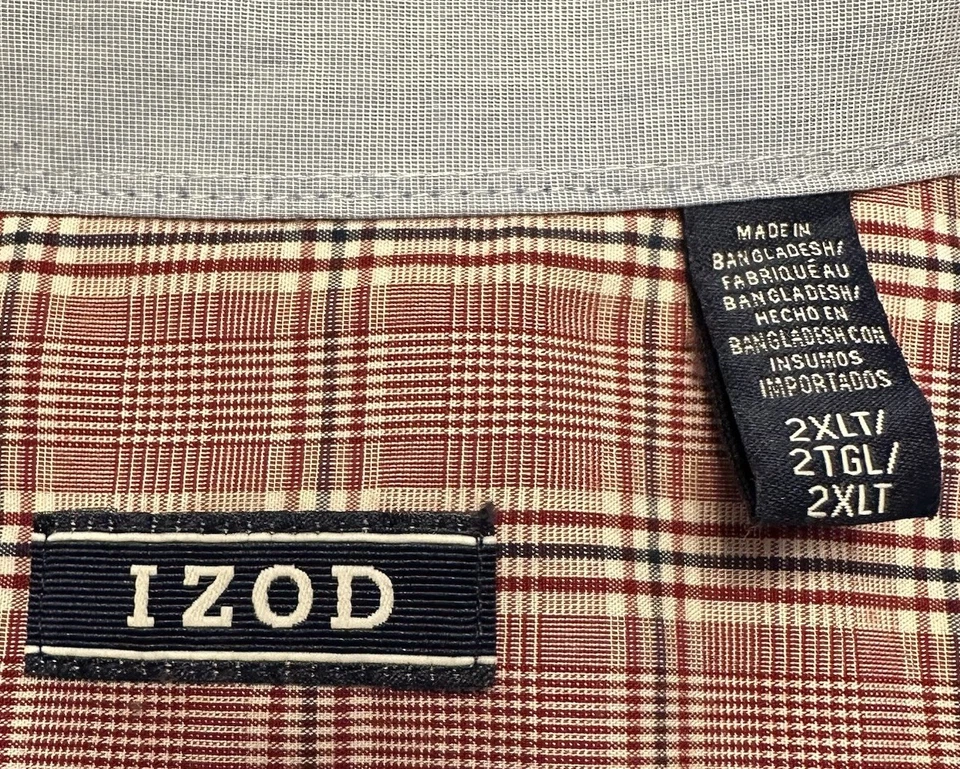 MADE IN
BANGLADESH/
FABRIQUÉ AU
BANGLADESH/
HECHO EN
BANGLADESH CON
INSUMOS
IMPORTADOS
2XLT/
2TGL/
2XLT
IZOD